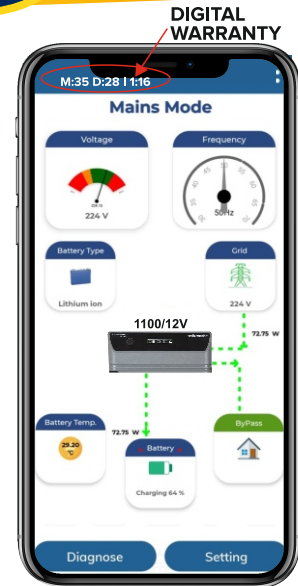 DIGITAL
WARRANTY
M:35 D:28 I 1:16
Mains Mode
Voltage
224 V
Frequency
50Hz
Battery Type
Lithium ion
Grid
224 V
1100/12V
72.75 W
72.75 W
Battery Temp.
29.20
°C
Battery
Charging 64 %
ByPass
Diagnose
Setting